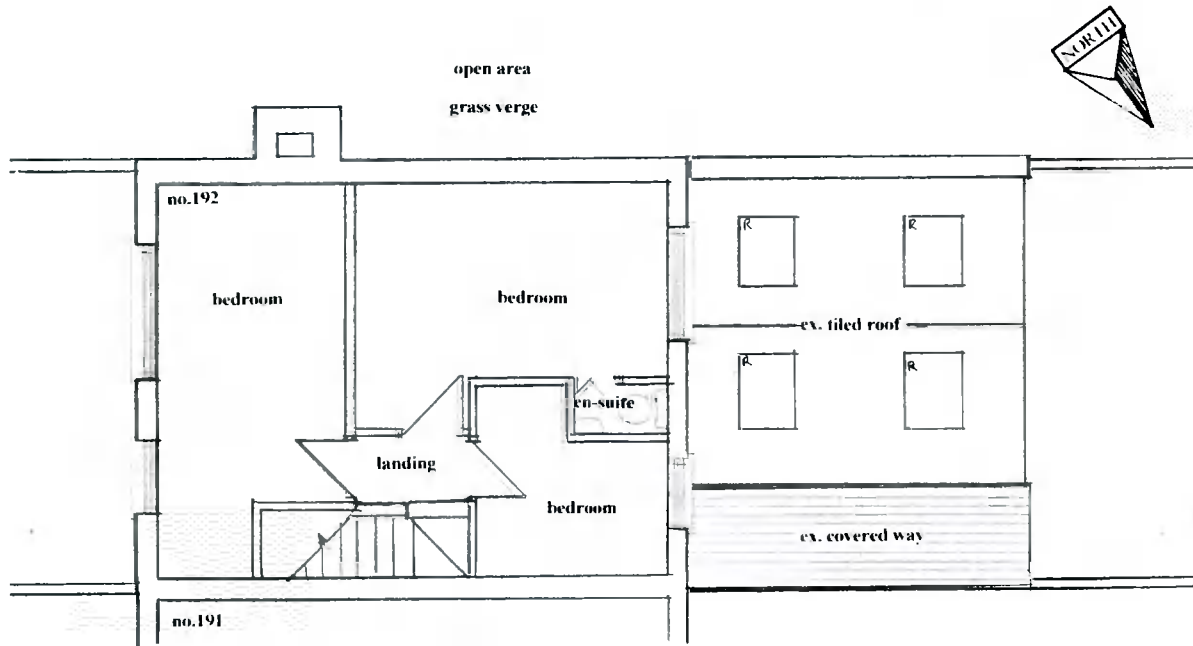 NORTH
open area
grass verge
no.192
R
R
bedroom
bedroom
ex. tiled roof
R
R
en-suite
landing
bedroom
ex. covered way
no.191